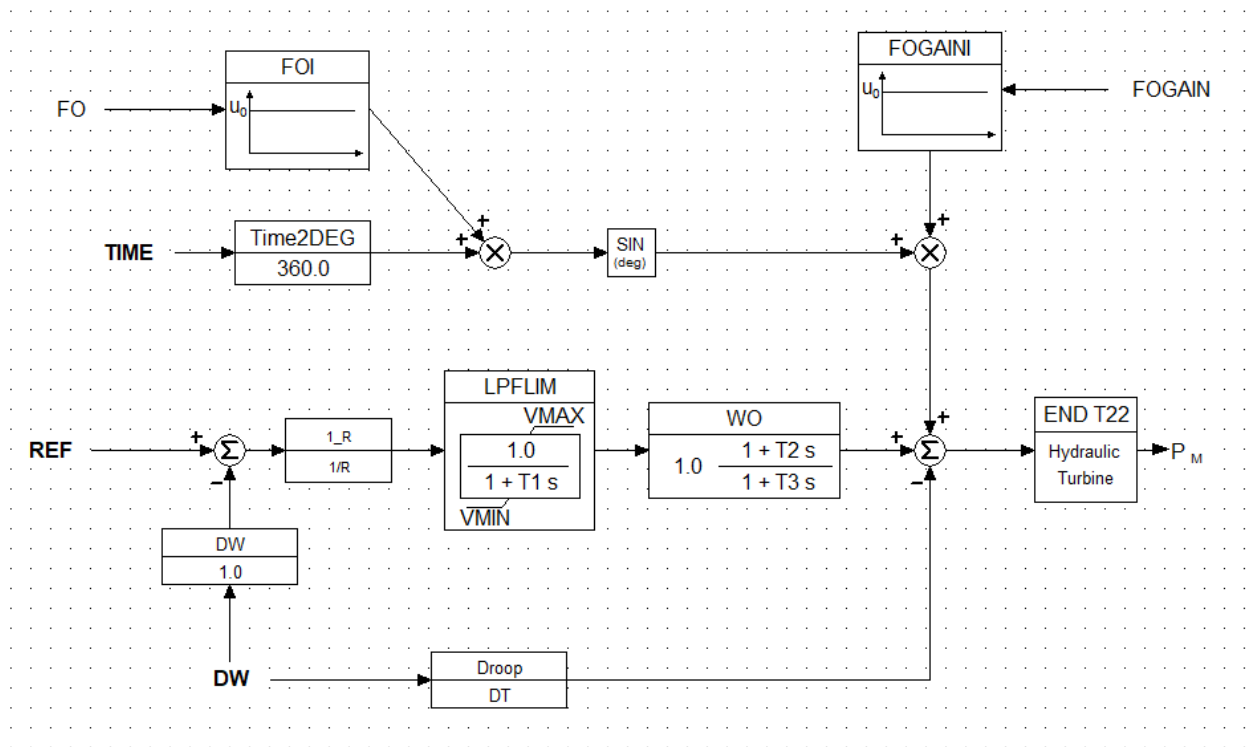 FOI
u₀
FO
FOGAINI
u₀
FOGAIN
+
+
+
+
TIME
Time2DEG
360.0
×
SIN
(deg)
×
LPFLIM
VMAX
1.0
1 + T1 s
VMIN
WO
1.0
1 + T2 s
1 + T3 s
END T22
Hydraulic
Turbine
P M
+
+
+
REF
Σ
1_R
1/R
Σ
−
−
DW
1.0
DW
Droop
DT